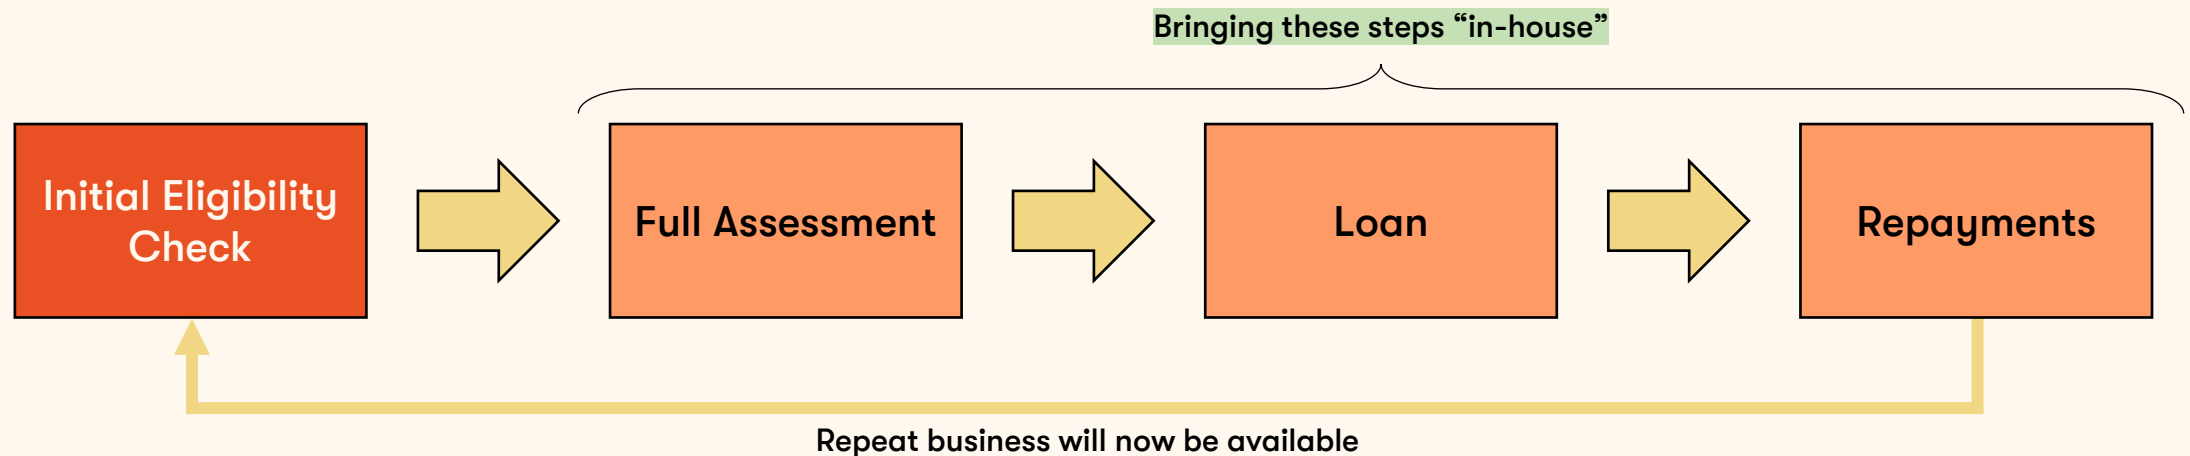 Bringing these steps “in-house”
Initial Eligibility
Check
Full Assessment
Loan
Repayments
Repeat business will now be available